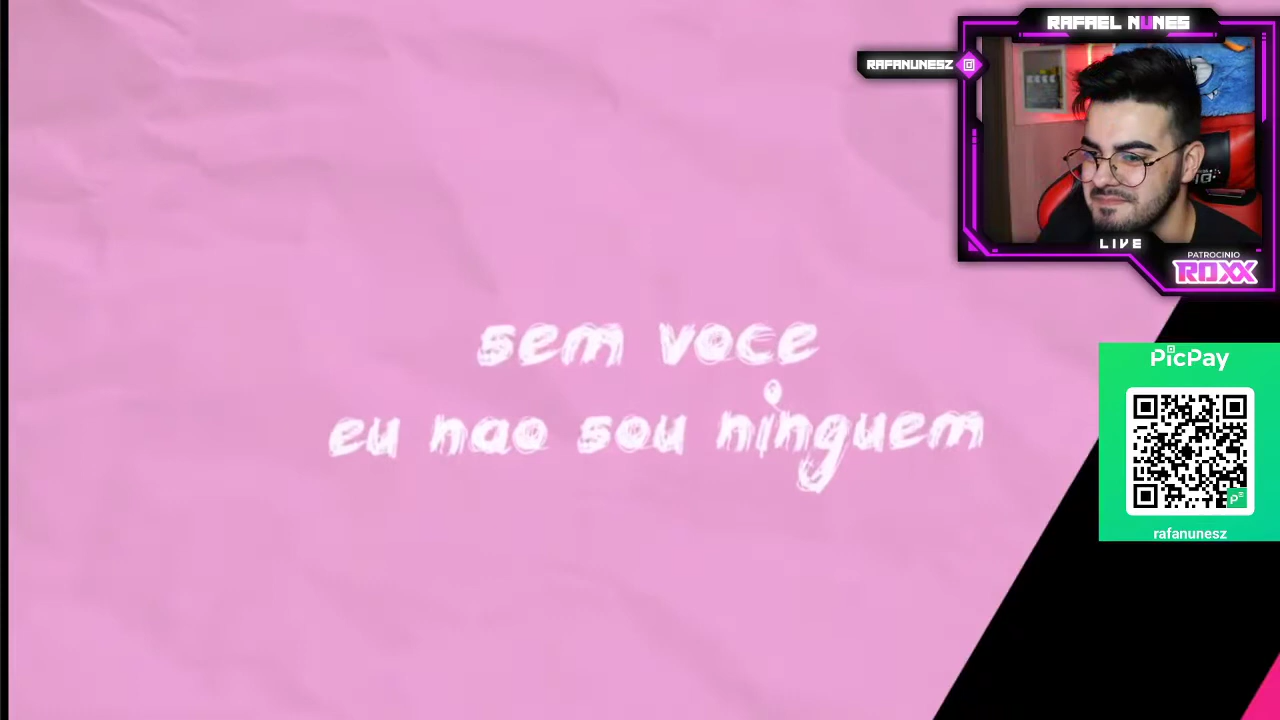 RAFAEL NUNES
RAFANUNESZ
LIVE
PATROCINIO
ROXX
sem voce
eu nao sou ninguem
PicPay
rafanunesz